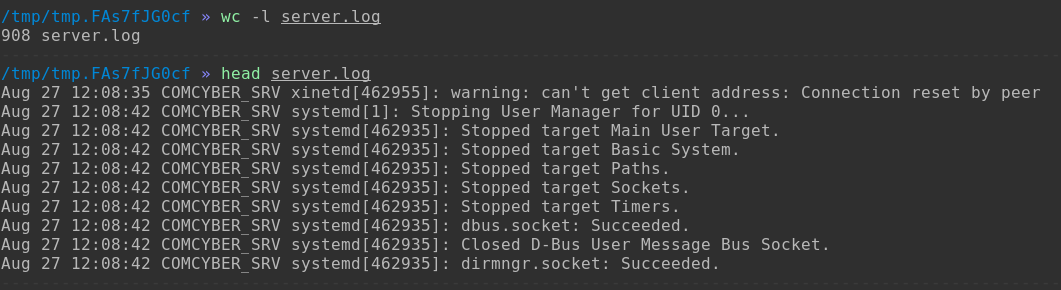 /tmp/tmp.FAs7fJG0cf » wc -l server.log
908 server.log
/tmp/tmp.FAs7fJG0cf » head server.log
Aug 27 12:08:35 COMCYBER_SRV xinetd[462955]: warning: can't get client address: Connection reset by peer
Aug 27 12:08:42 COMCYBER_SRV systemd[1]: Stopping User Manager for UID 0...
Aug 27 12:08:42 COMCYBER_SRV systemd[462935]: Stopped target Main User Target.
Aug 27 12:08:42 COMCYBER_SRV systemd[462935]: Stopped target Basic System.
Aug 27 12:08:42 COMCYBER_SRV systemd[462935]: Stopped target Paths.
Aug 27 12:08:42 COMCYBER_SRV systemd[462935]: Stopped target Sockets.
Aug 27 12:08:42 COMCYBER_SRV systemd[462935]: Stopped target Timers.
Aug 27 12:08:42 COMCYBER_SRV systemd[462935]: dbus.socket: Succeeded.
Aug 27 12:08:42 COMCYBER_SRV systemd[462935]: Closed D-Bus User Message Bus Socket.
Aug 27 12:08:42 COMCYBER_SRV systemd[462935]: dirmngr.socket: Succeeded.